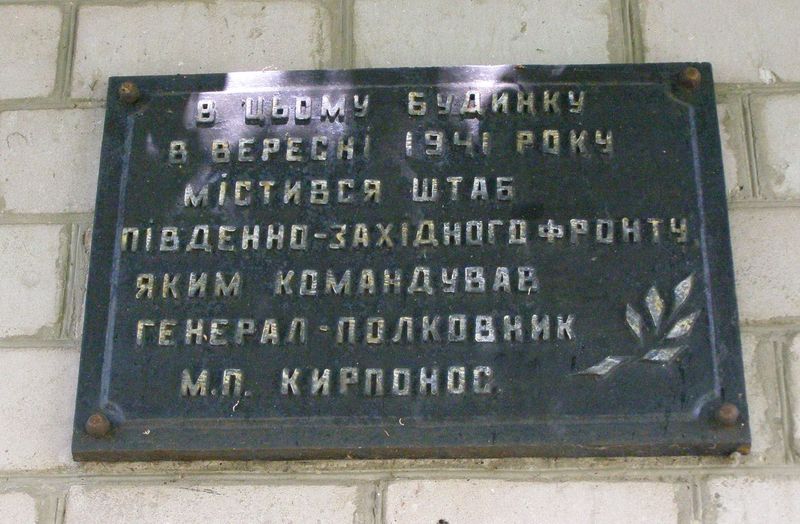 В ЦЬОМУ БУДИНКУ
В ВЕРЕСНІ 1941 РОКУ
МІСТИВСЯ ШТАБ
ПІВДЕННО-ЗАХІДНОГО ФРОНТУ,
ЯКИМ КОМАНДУВАВ
ГЕНЕРАЛ-ПОЛКОВНИК
М.П. КИРПОНОС.